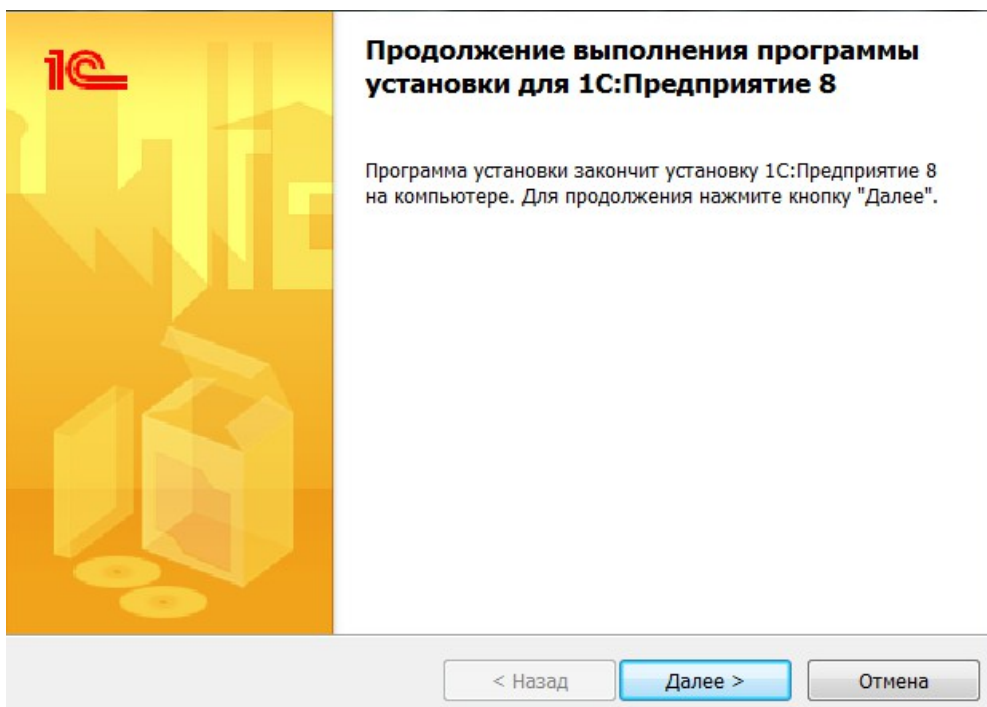 1С
Продолжение выполнения программы
установки для 1С:Предприятие 8
Программа установки закончит установку 1С:Предприятие 8
на компьютере. Для продолжения нажмите кнопку "Далее".
< Назад
Далее >
Отмена